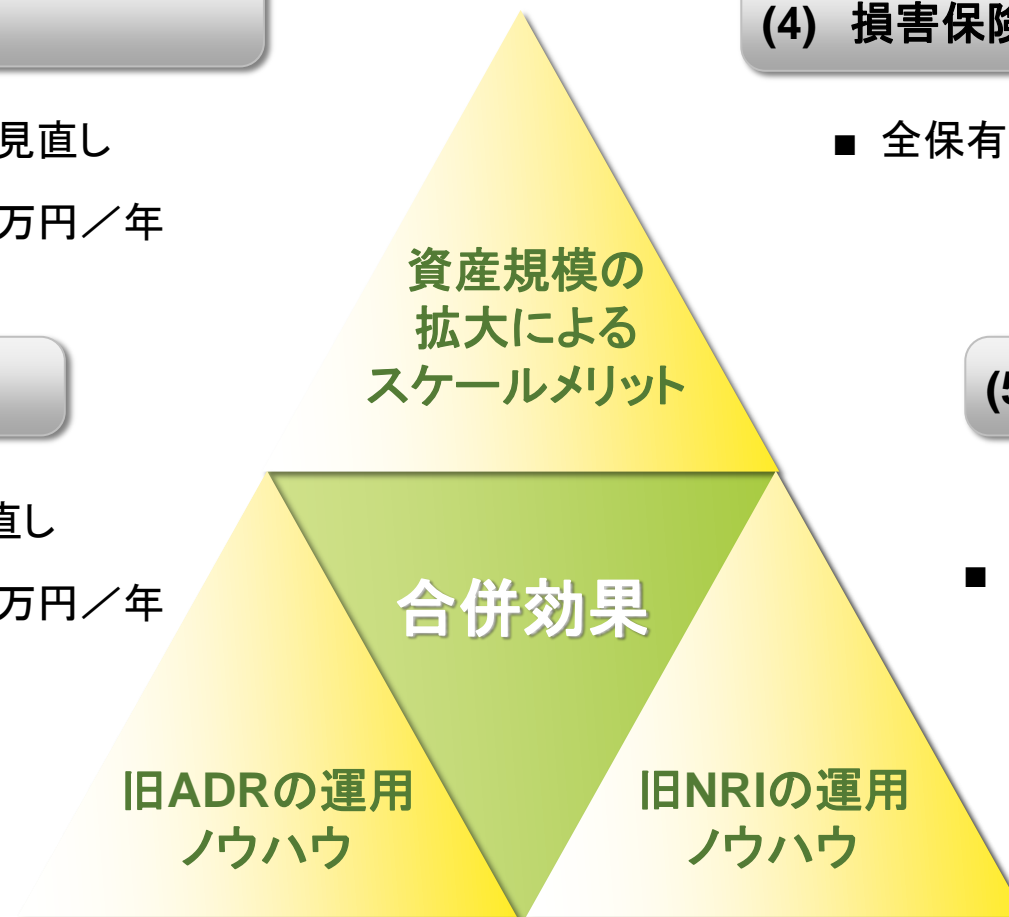 見直し
万円／年
直し
万円／年
資産規模の
拡大による
スケールメリット
合併効果
旧ADRの運用
ノウハウ
旧NRIの運用
ノウハウ
(4) 損害保険
■ 全保有
(5
■